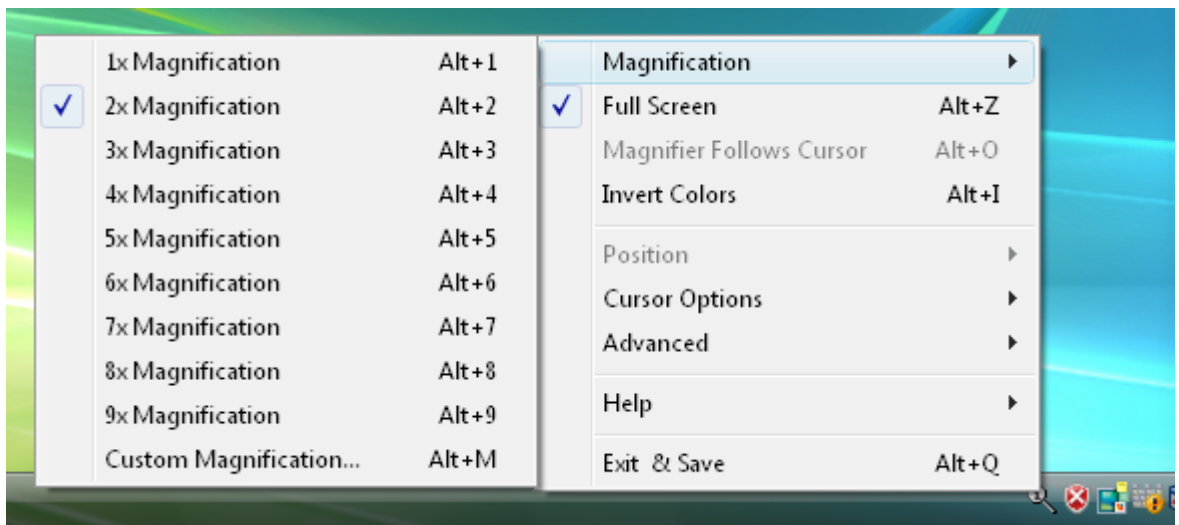 1x Magnification Alt+1
2x Magnification Alt+2
3x Magnification Alt+3
4x Magnification Alt+4
5x Magnification Alt+5
6x Magnification Alt+6
7x Magnification Alt+7
8x Magnification Alt+8
9x Magnification Alt+9
Custom Magnification... Alt+M
Magnification
Full Screen Alt+Z
Magnifier Follows Cursor Alt+O
Invert Colors Alt+I
Position
Cursor Options
Advanced
Help
Exit & Save Alt+Q